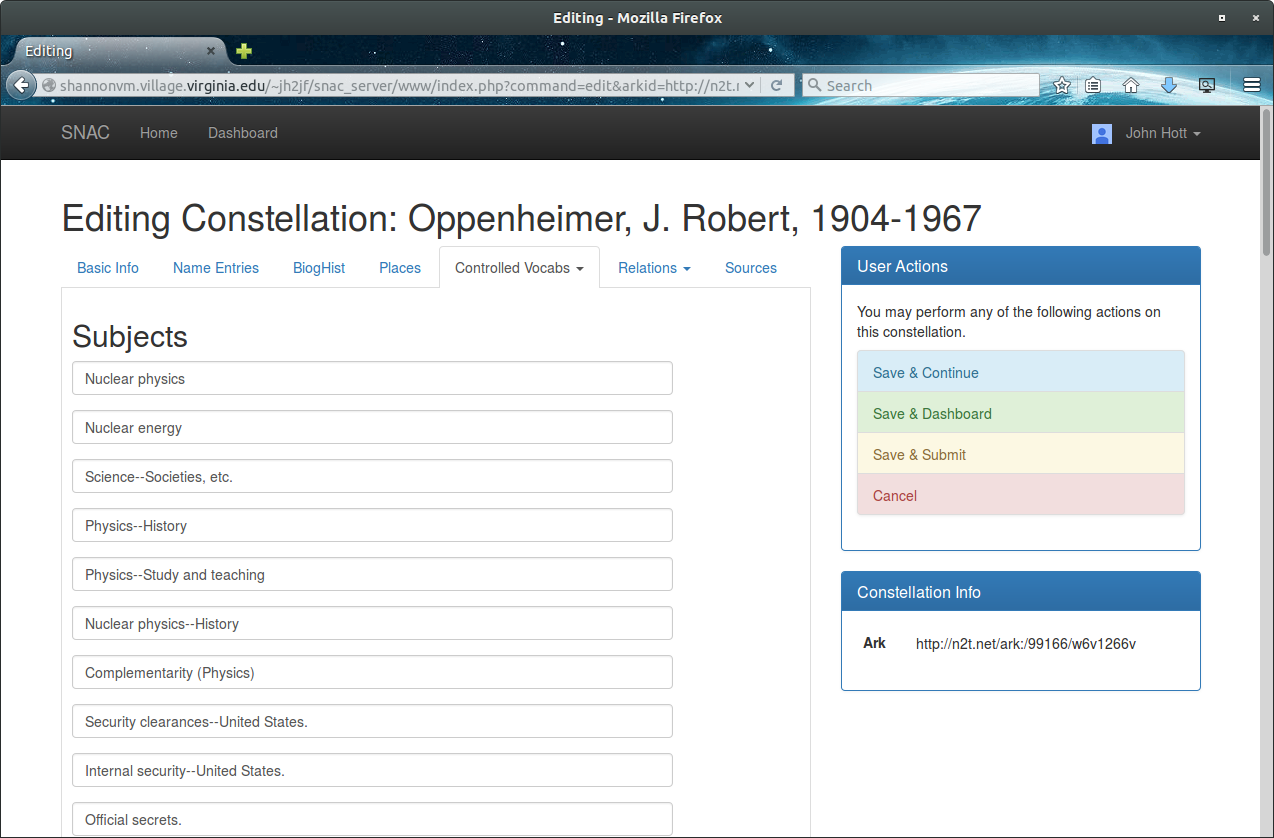 Editing - Mozilla Firefox
Editing
shannonvm.village.virginia.edu/~jh2jf/snac_server/www/index.php?command=edit&arkid=http://n2t.r
Search
SNAC Home Dashboard John Hott
Editing Constellation: Oppenheimer, J. Robert, 1904-1967
Basic Info Name Entries BiogHist Places Controlled Vocabs Relations Sources
Subjects
Nuclear physics
Nuclear energy
Science--Societies, etc.
Physics--History
Physics--Study and teaching
Nuclear physics--History
Complementarity (Physics)
Security clearances--United States.
Internal security--United States.
Official secrets.
User Actions
You may perform any of the following actions on
this constellation.
Save & Continue
Save & Dashboard
Save & Submit
Cancel
Constellation Info
Ark http://n2t.net/ark:/99166/w6v1266v